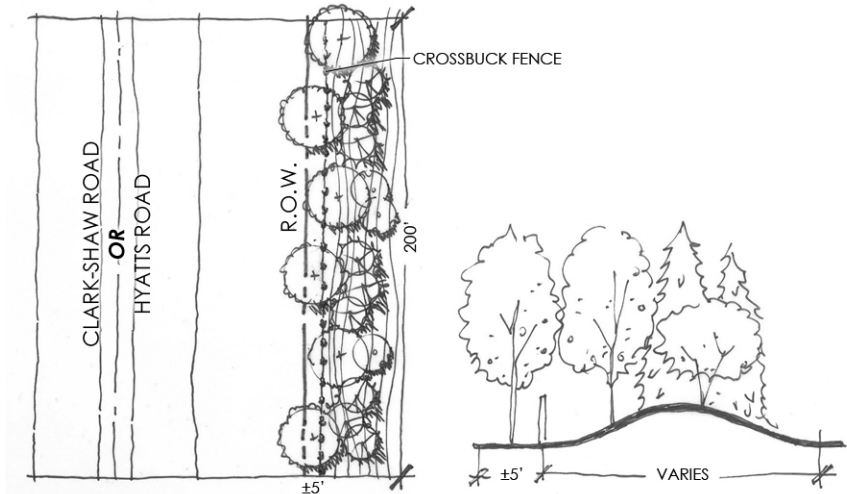 CROSSBUCK FENCE
CLARK-SHAW ROAD
OR
HYATTS ROAD
R.O.W.
200'
±5'
±5'
VARIES